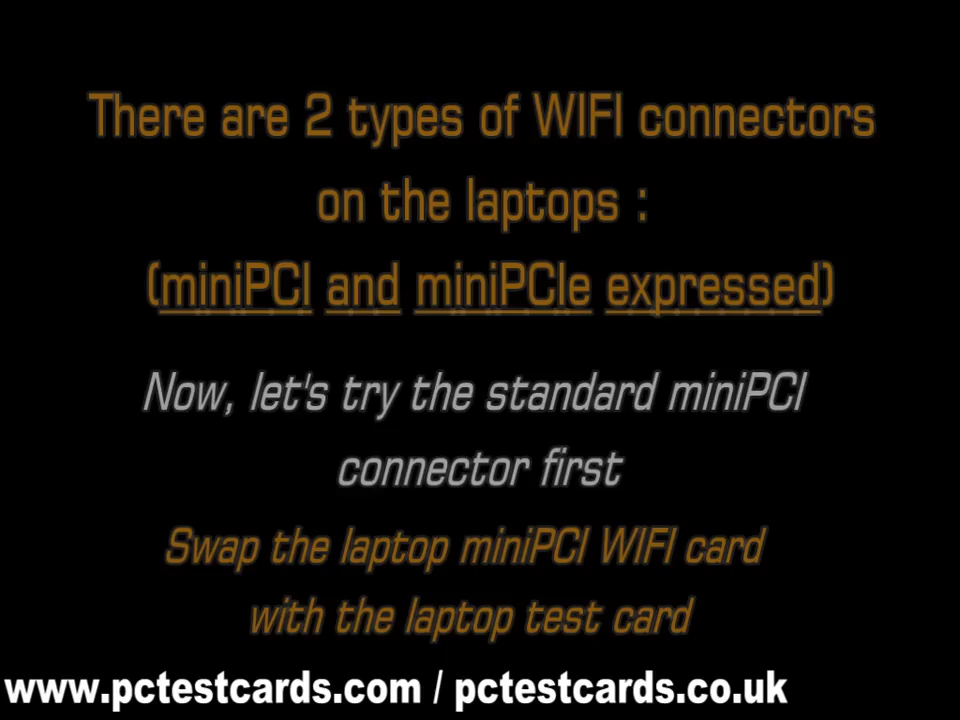 There are 2 types of WIFI connectors
on the laptops :
(miniPCI and miniPCIe expressed)
Now, let's try the standard miniPCI
connector first
Swap the laptop miniPCI WIFI card
with the laptop test card
www.pctestcards.com / pctestcards.co.uk